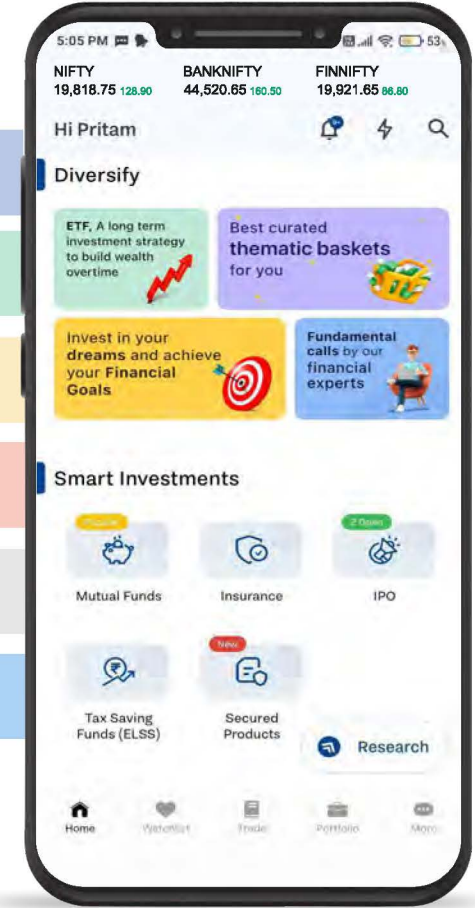 5:05 PM
53
NIFTY BANKNIFTY FINNIFTY
19,818.75 128.90 44,520.65 160.50 19,921.65 86.80
Hi Pritam
9+
Diversify
ETF, A long term
investment strategy
to build wealth
overtime
Best curated
thematic baskets
for you
Invest in your
dreams and achieve
your Financial
Goals
Fundamental
calls by our
financial
experts
Smart Investments
2 Open
Mutual Funds Insurance IPO
New
Tax Saving
Funds (ELSS)
Secured
Products
Research
Home Watchlist Trade Portfolio More